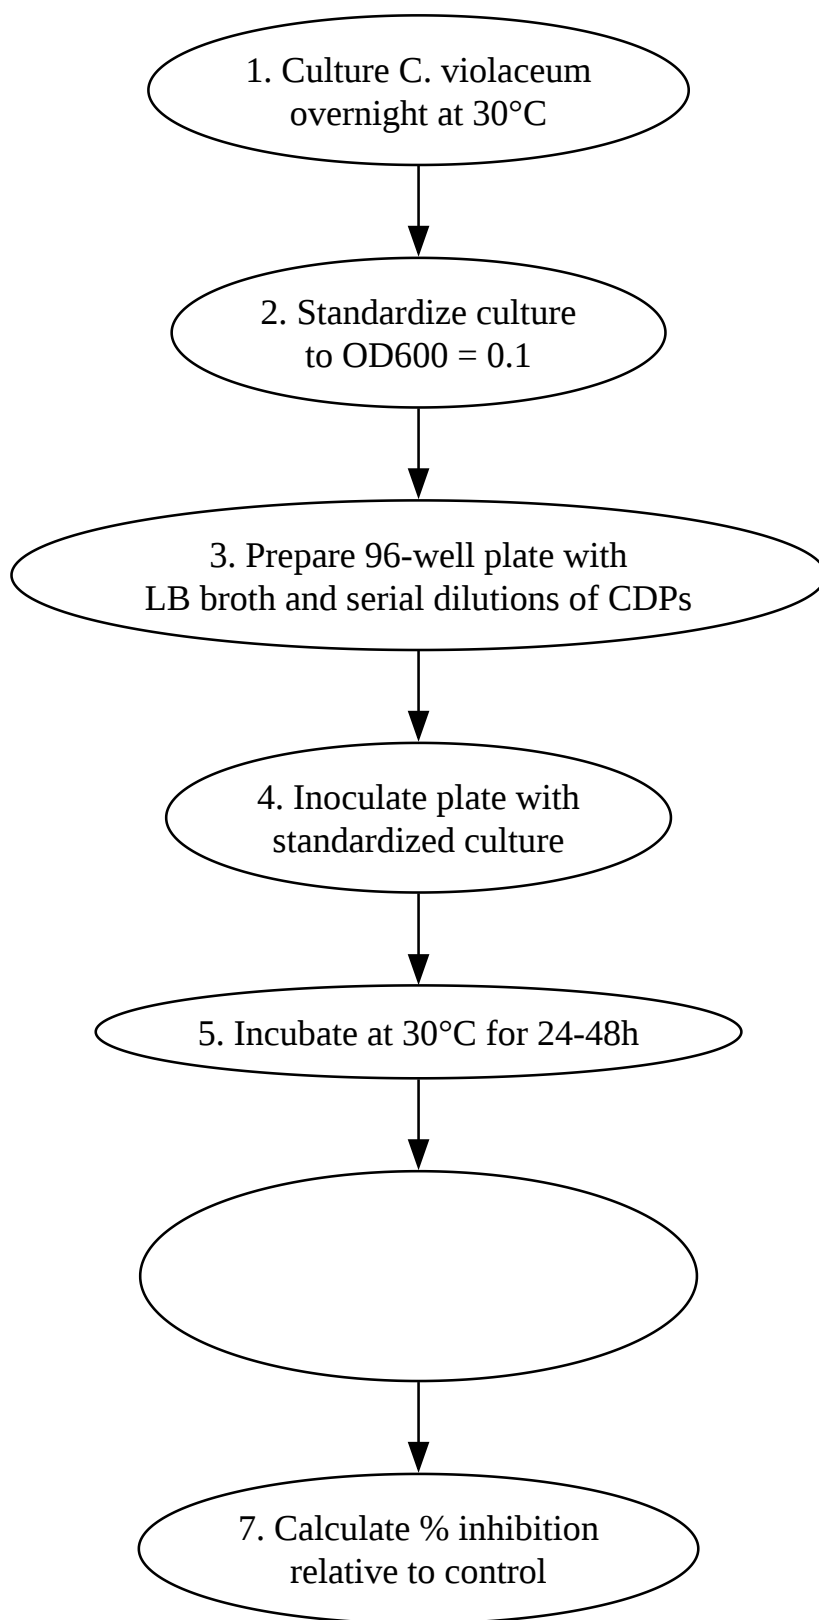 1. Culture C. violaceum
overnight at 30°C
2. Standardize culture
to OD600 = 0.1
3. Prepare 96-well plate with
LB broth and serial dilutions of CDPs
4. Inoculate plate with
standardized culture
5. Incubate at 30°C for 24-48h
7. Calculate % inhibition
relative to control